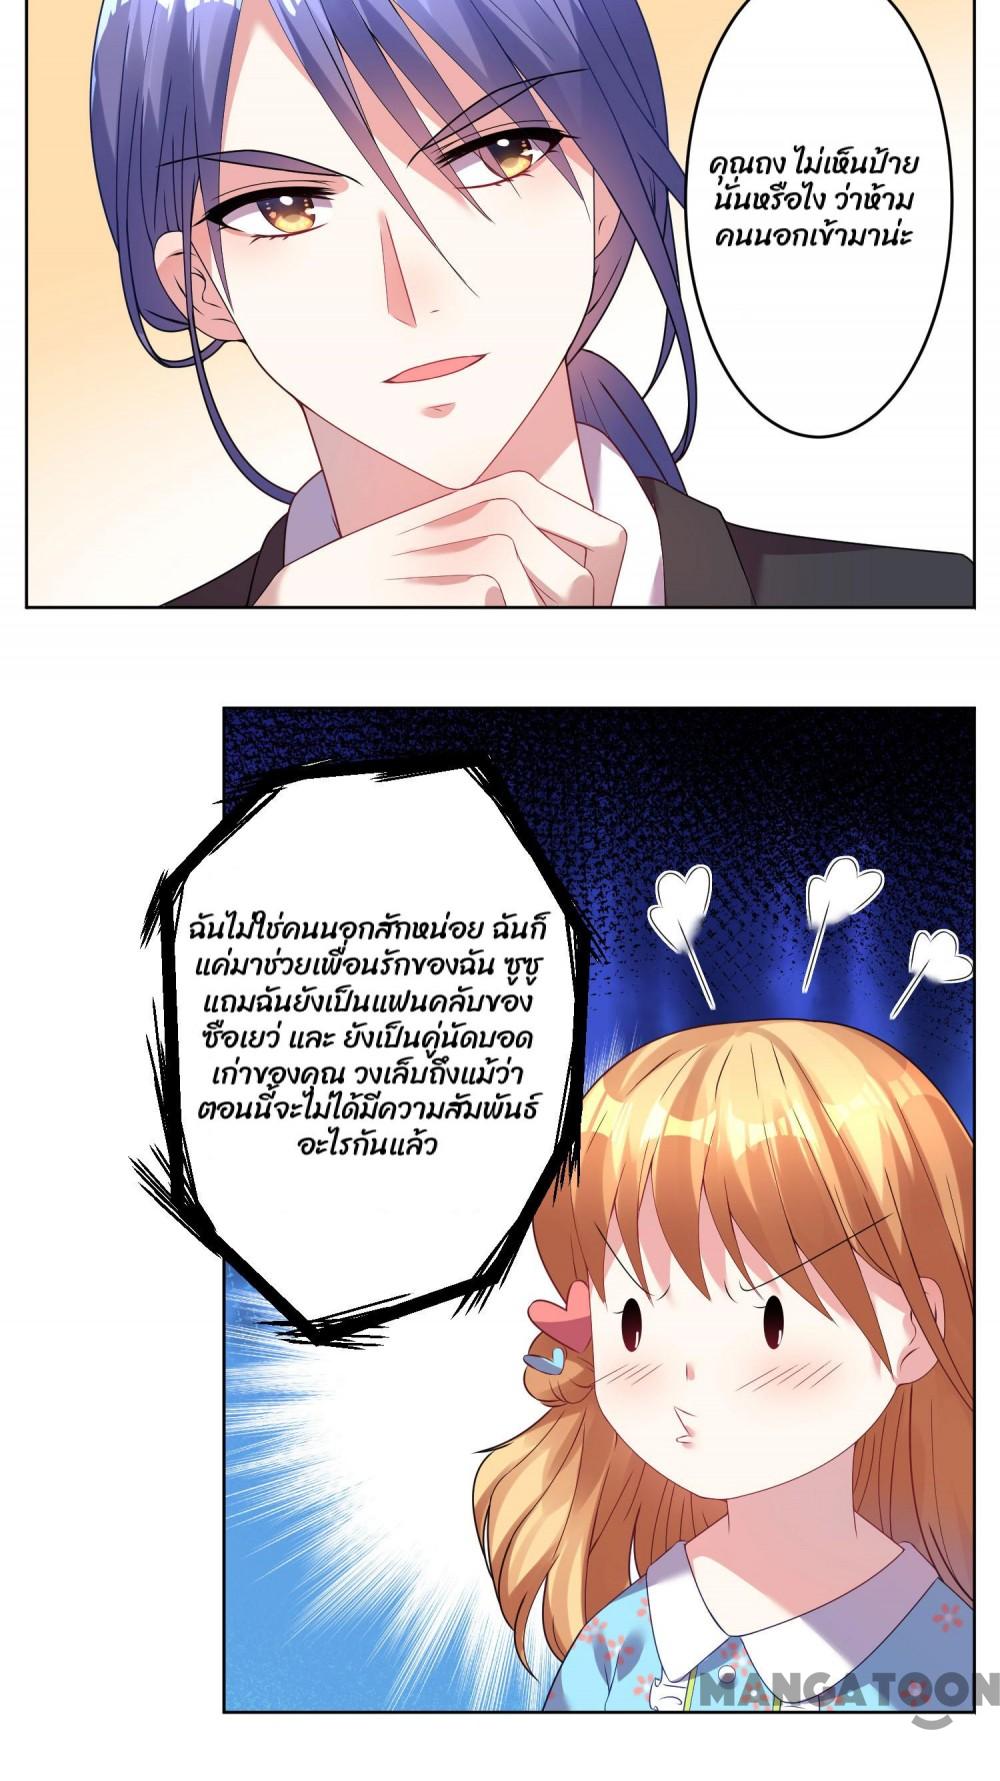 คุณถง ไม่เห็นป้าย
นั่นหรือไง ว่าห้าม
คนนอกเข้ามาน่ะ
ฉันไม่ใช่คนนอกสักหน่อย ฉันก็
แค่มาช่วยเพื่อนรักของฉัน ซูซู
แถมฉันยังเป็นแฟนคลับของ
ซือเยว่ และ ยังเป็นคู่นัดบอด
เก่าของคุณ วงเล็บถึงแม้ว่า
ตอนนี้จะไม่ได้มีความสัมพันธ์
อะไรกันแล้ว
MANGATOON